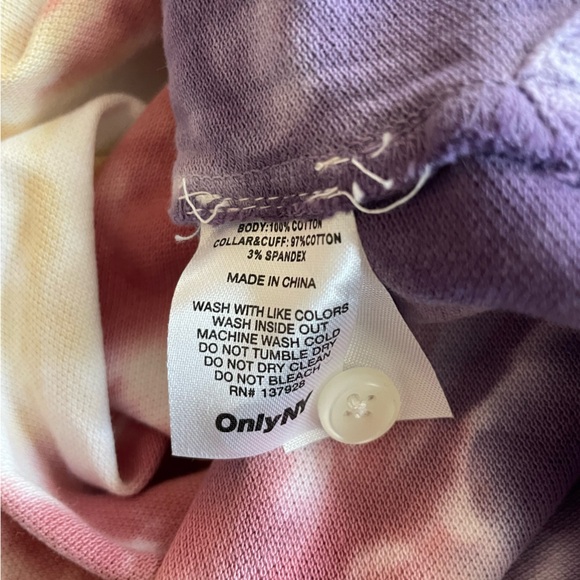 BODY:100% COTTON
COLLAR&CUFF: 97%COTTON
3% SPANDEX
MADE IN CHINA
WASH WITH LIKE COLORS
WASH INSIDE OUT
MACHINE WASH COLD
DO NOT TUMBLE DRY
DO NOT DRY CLEAN
DO NOT BLEACH
RN# 137928
OnlyNY